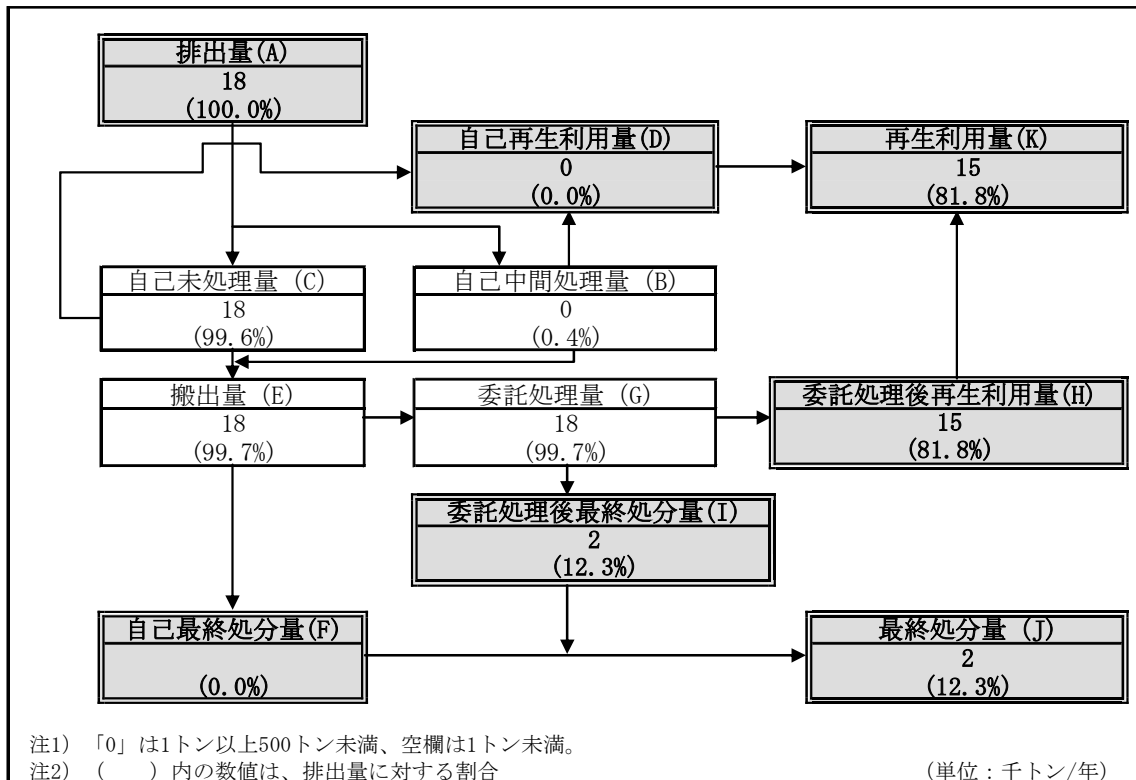 排出量(A)
18
(100.0%)
自己再生利用量(D)
0
(0.0%)
再生利用量(K)
15
(81.8%)
自己未処理量 (C)
18
(99.6%)
自己中間処理量 (B)
0
(0.4%)
搬出量 (E)
18
(99.7%)
委託処理量 (G)
18
(99.7%)
委託処理後再生利用量(H)
15
(81.8%)
委託処理後最終処分量(I)
2
(12.3%)
自己最終処分量(F)
(0.0%)
最終処分量 (J)
2
(12.3%)
注1) 「0」は1トン以上500トン未満、空欄は1トン未満。
注2) (  )内の数値は、排出量に対する割合 (単位：千トン/年)